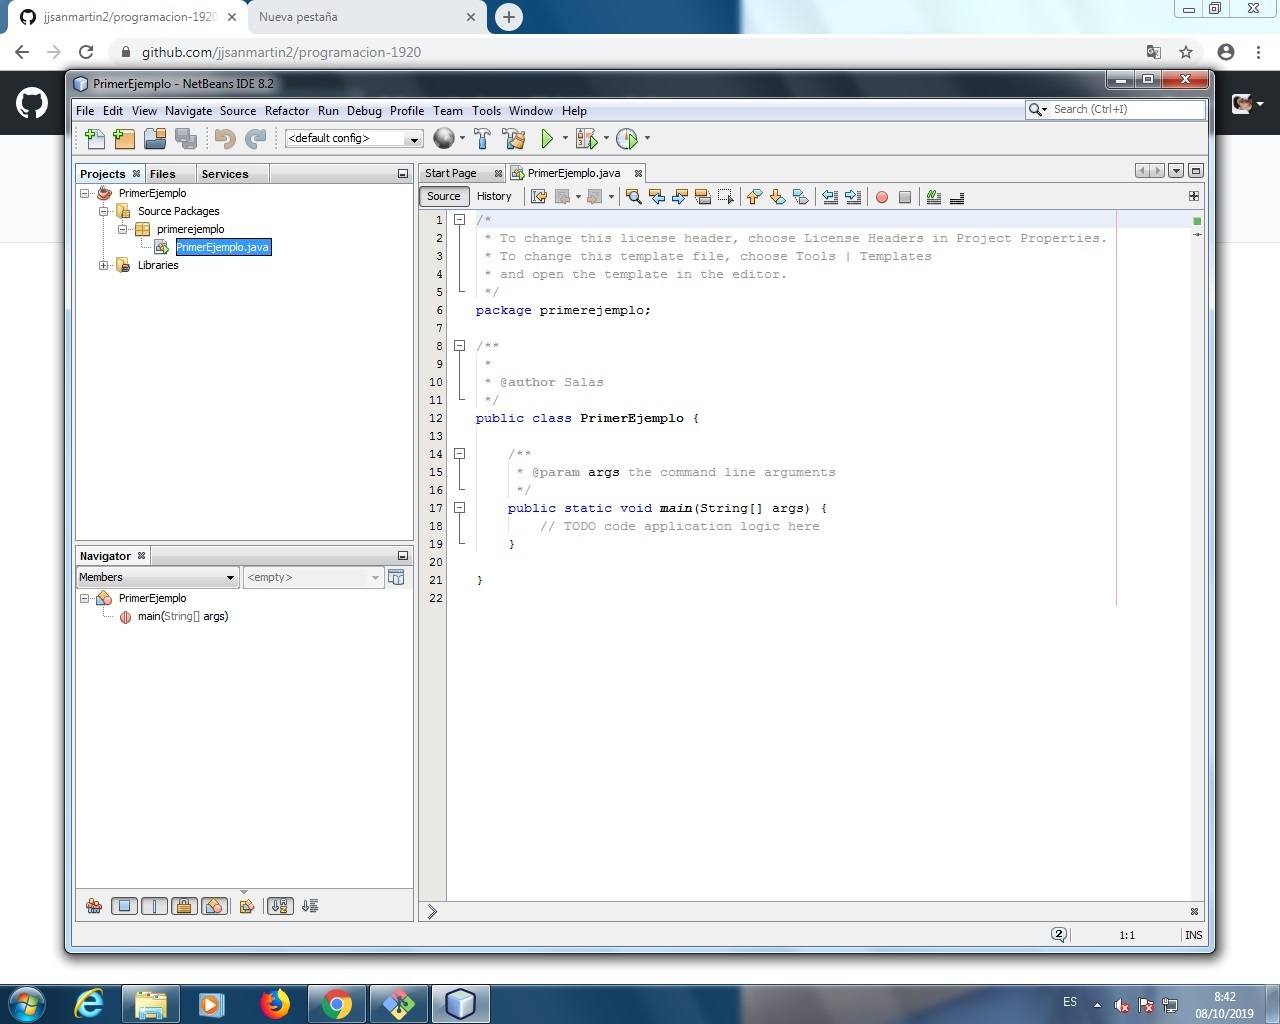 jjsanmartin2/programacion-1920
Nueva pestaña
github.com/jjsanmartin2/programacion-1920
PrimerEjemplo - NetBeans IDE 8.2
File Edit View Navigate Source Refactor Run Debug Profile Team Tools Window Help
Search (Ctrl+I)
<default config>
Projects Files Services
PrimerEjemplo
Source Packages
primerejemplo
PrimerEjemplo.java
Libraries
Navigator
Members
<empty>
PrimerEjemplo
main(String[] args)
Start Page PrimerEjemplo.java
Source History
1 /*
2 * To change this license header, choose License Headers in Project Properties.
3 * To change this template file, choose Tools | Templates
4 * and open the template in the editor.
5 */
6 package primerejemplo;
7
8 /**
9 *
10 * @author Salas
11 */
12 public class PrimerEjemplo {
13
14 /**
15 * @param args the command line arguments
16 */
17 public static void main(String[] args) {
18 // TODO code application logic here
19 }
20
21 }
22
2 1:1 INS
ES
8:42
08/10/2019